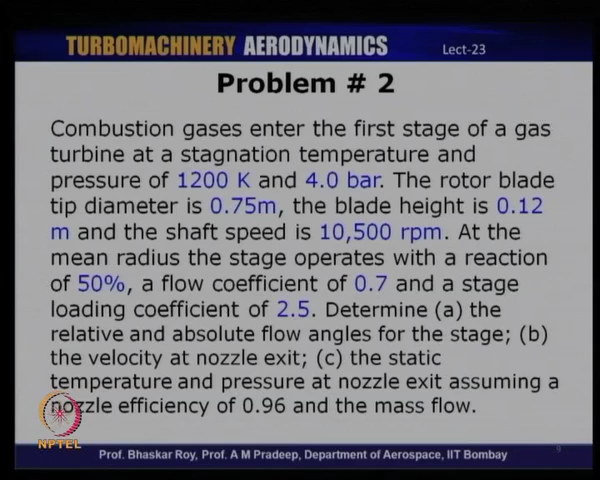 TURBOMACHINERY AERODYNAMICS Lect-23
Problem # 2
Combustion gases enter the first stage of a gas
turbine at a stagnation temperature and
pressure of 1200 K and 4.0 bar. The rotor blade
tip diameter is 0.75m, the blade height is 0.12
m and the shaft speed is 10,500 rpm. At the
mean radius the stage operates with a reaction
of 50%, a flow coefficient of 0.7 and a stage
loading coefficient of 2.5. Determine (a) the
relative and absolute flow angles for the stage; (b)
the velocity at nozzle exit; (c) the static
temperature and pressure at nozzle exit assuming a
nozzle efficiency of 0.96 and the mass flow.
NPTEL
Prof. Bhaskar Roy, Prof. A M Pradeep, Department of Aerospace, IIT Bombay